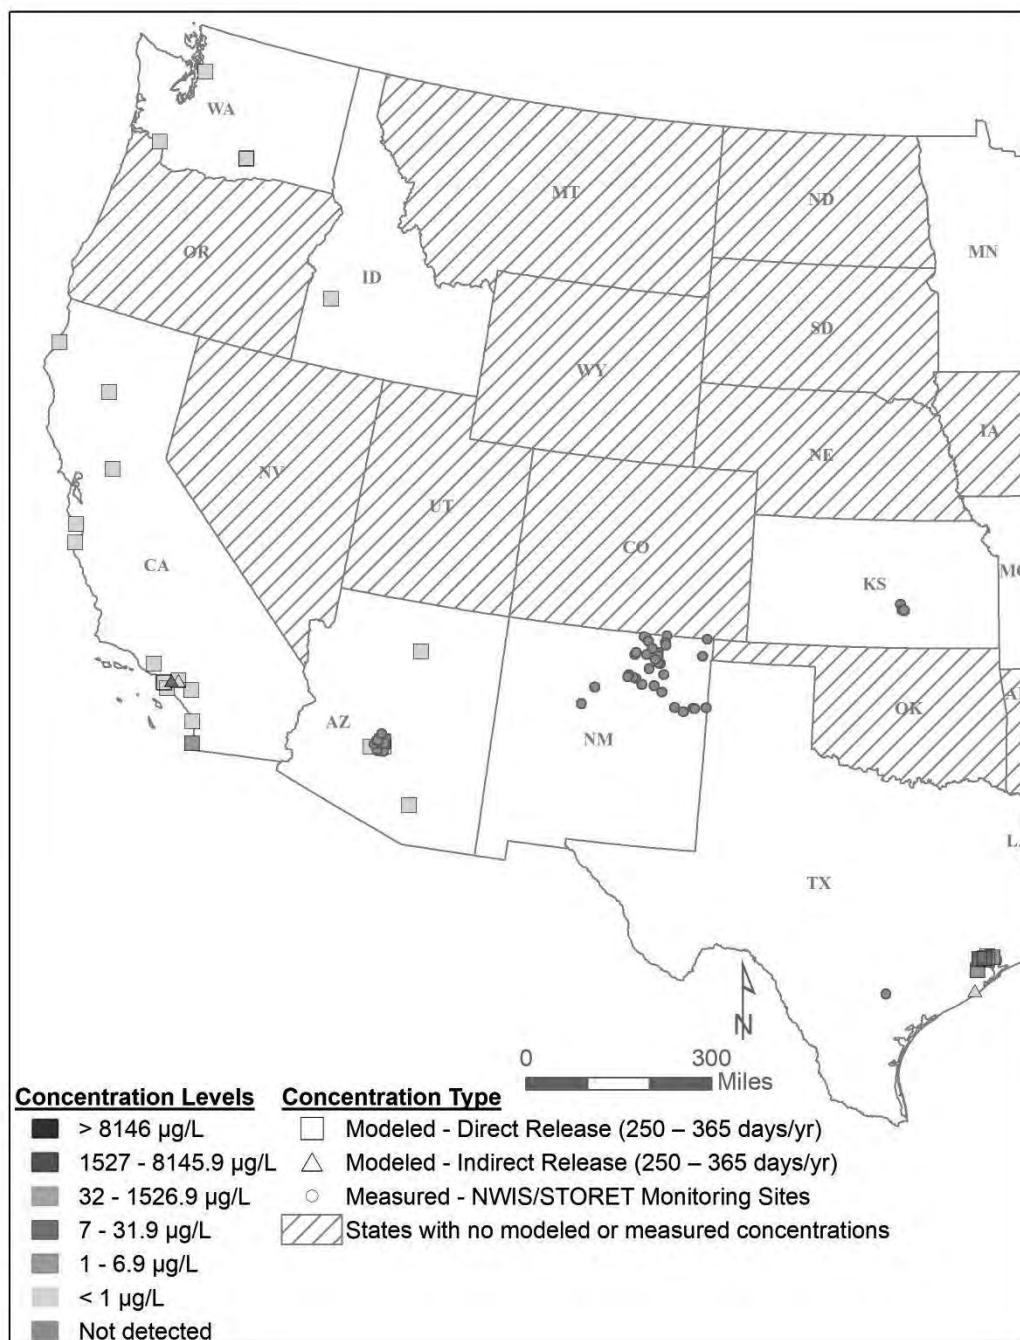 WA
MT
ND
MN
OR
ID
SD
WY
IA
NE
NV
UT
CO
CA
KS
MO
AZ
NM
OK
TX
N
0 300
Miles
Concentration Levels Concentration Type
> 8146 µg/L Modeled - Direct Release (250 – 365 days/yr)
1527 - 8145.9 µg/L Modeled - Indirect Release (250 – 365 days/yr)
32 - 1526.9 µg/L Measured - NWIS/STORET Monitoring Sites
7 - 31.9 µg/L States with no modeled or measured concentrations
1 - 6.9 µg/L
< 1 µg/L
Not detected